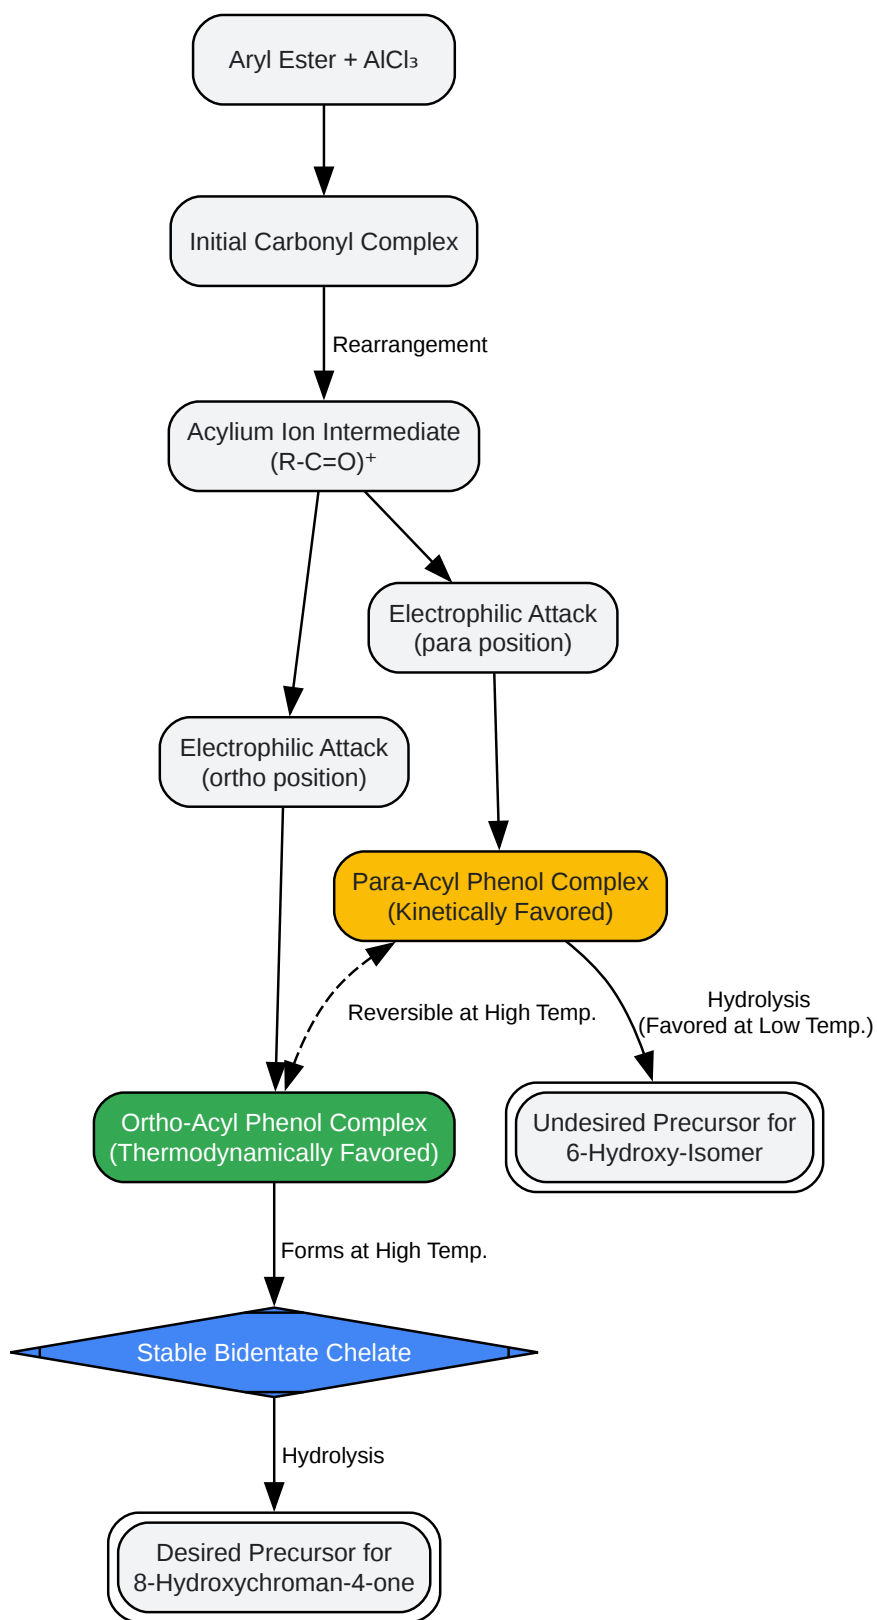 Aryl Ester + AlCl₃
Initial Carbonyl Complex
Rearrangement
Acylium Ion Intermediate
(R-C=O)⁺
Electrophilic Attack
(para position)
Electrophilic Attack
(ortho position)
Para-Acyl Phenol Complex
(Kinetically Favored)
Reversible at High Temp.
Hydrolysis
(Favored at Low Temp.)
Ortho-Acyl Phenol Complex
(Thermodynamically Favored)
Undesired Precursor for
6-Hydroxy-Isomer
Forms at High Temp.
Stable Bidentate Chelate
Hydrolysis
Desired Precursor for
8-Hydroxychroman-4-one